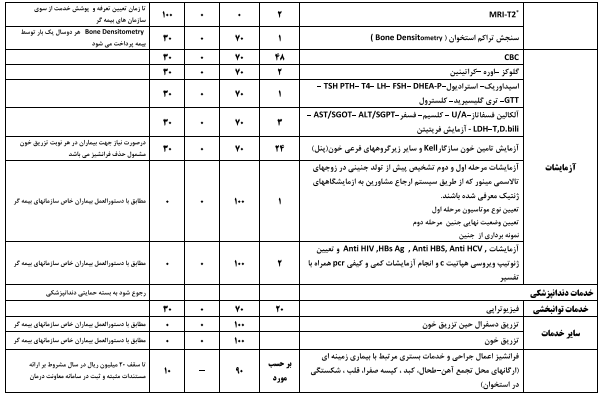 MRI-T2* ۲ ۰ ۰ ۱۰۰ تا زمان تعیین تعرفه و پوشش خدمت از سوی
سازمان های بیمه گر
سنجش تراکم استخوان ( Bone Densitometry ) ۱ ۷۰ ۰ ۳۰ Bone Densitometry هر دوسال یک بار توسط
بیمه پرداخت می شود
آزمایشات
CBC ۴۸ ۷۰ ۰ ۳۰
گلوکز -اوره -کراتینین ۲ ۷۰ ۰ ۳۰
اسیداوریک- استرادیول-TSH PTH- T4- LH- FSH- DHEA-P -
GTT- تری گلیسیرید- کلسترول ۱ ۷۰ ۰ ۳۰
آلکالین فسفاتاز-U/A - کلسیم- فسفر-AST/SGOT- ALT/SGPT -
LDH-T,D.bili - آزمایش فریتیتن ۳ ۷۰ ۰ ۳۰
آزمایش تامین خون سازگارKell و سایر زیرگروهای فرعی خون(پنل) ۲۴ ۷۰ ۰ ۳۰ درصورت نیاز جهت بیماران در هر نوبت تزریق خون
مشمول حذف فرانشیز می باشد
آزمایشات مرحله اول و دوم تشخیص پیش از تولد جنینی در زوجهای
تالاسمی مینور که از طریق سیستم ارجاع مشاورین به ازمایشگاههای
ژنتیک معرفی شده باشند.
تعیین نوع موتاسیون مرحله اول
تعیین وضعیت نهایی جنین مرحله دوم
نمونه برداری از جنین
۱ ۱۰۰ ۰ ۰ مطابق با دستورالعمل بیماران خاص سازمانهای بیمه گر
آزمایشات , Anti HIV ,HBs Ag , Anti HBS, Anti HCV و تعیین
ژنوتیپ ویروسی هپاتیت c و انجام آزمایشات کمی و کیفی pcr همراه با
تفسیر
۲ ۱۰۰ ۰ ۰ مطابق با دستورالعمل بیماران خاص سازمانهای بیمه گر
خدمات دندانپزشکی رجوع شود به بسته حمایتی دندانپزشکی
خدمات توانبخشی فیزیوتراپی ۲۰ ۷۰ ۰ ۳۰
سایر خدمات
تزریق دسفرال حین تزریق خون ۱۰۰ ۰ ۰ مطابق با دستورالعمل بیماران خاص سازمانهای بیمه گر
تزریق خون ۱۰۰ ۰ ۰ مطابق با دستورالعمل بیماران خاص سازمانهای بیمه گر
فرانشیز اعمال جراحی و خدمات بستری مرتبط با بیماری زمینه ای
(ارگانهای محل تجمع آهن-طحال، کبد ، کیسه صفرا، قلب ، شکستگی
در استخوان)
بر حسب
مورد
۹۰ – ۱۰ تا سقف ۲۰ میلیون ریال در سال مشروط بر ارائه
مستندات مثبته و ثبت در سامانه معاونت درمان